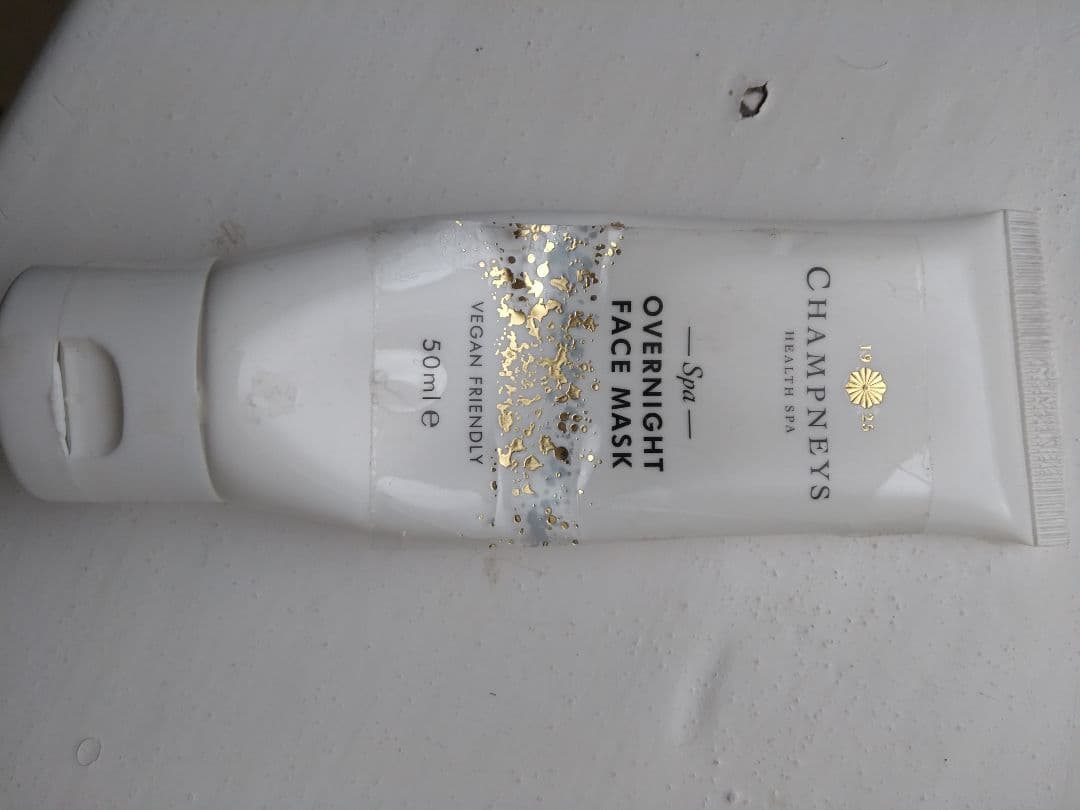 19 25
CHAMPNEYS
HEALTH SPA
Spa
OVERNIGHT
FACE MASK
VEGAN FRIENDLY
50ml e